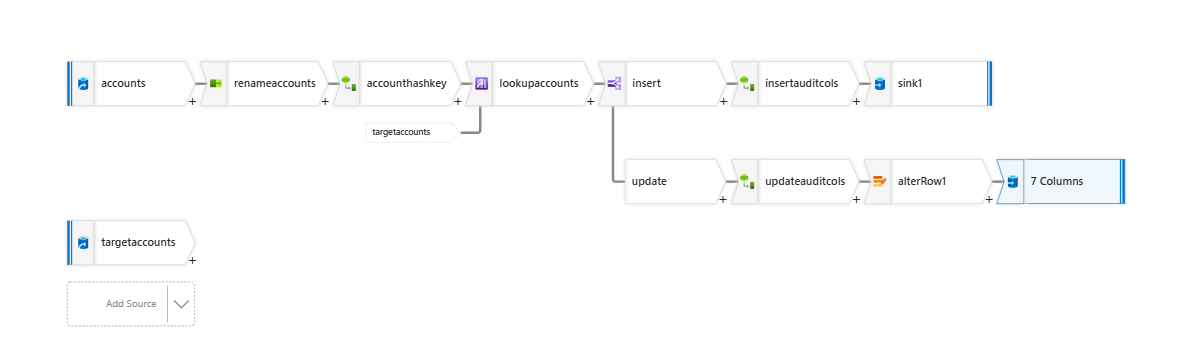 accounts
renameaccounts
accounthashkey
lookupaccounts
insert
insertauditcols
sink1
targetaccounts
update
updateauditcols
alterRow1
7 Columns
targetaccounts
Add Source